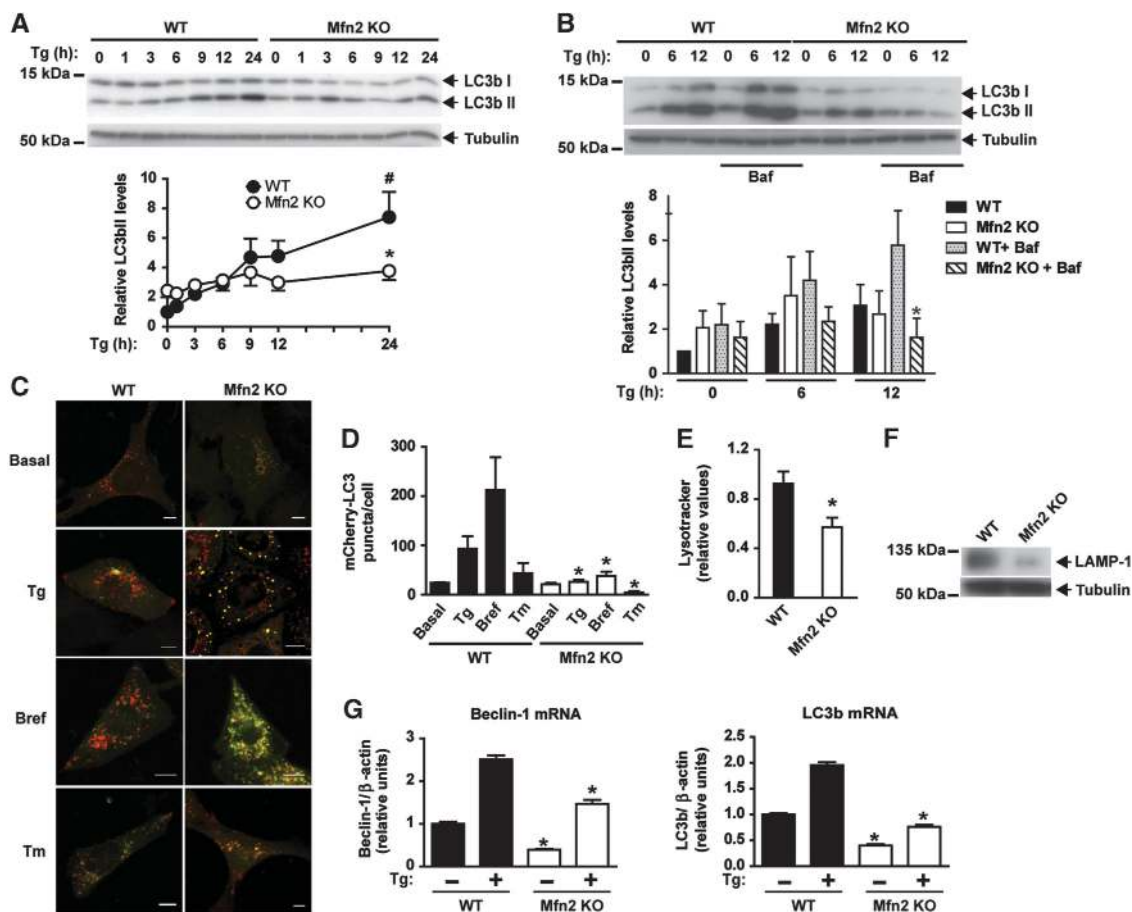 A
WT Mfn2 KO
Tg (h): 0 1 3 6 9 12 24 0 1 3 6 9 12 24
15 kDa
LC3b I
LC3b II
50 kDa
Tubulin
Relative LC3bII levels
10
8
6
4
2
0
WT
Mfn2 KO
#
*
Tg (h): 0 3 6 9 12 24
B
WT Mfn2 KO
Tg (h): 0 6 12 0 6 12 0 6 12 0 6 12
15 kDa
LC3b I
LC3b II
50 kDa
Tubulin
Baf Baf
Relative LC3bII levels
8
6
4
2
0
WT
Mfn2 KO
WT+ Baf
Mfn2 KO + Baf
*
Tg (h): 0 6 12
C
WT Mfn2 KO
Basal
Tg
Bref
Tm
D
mCherry-LC3
puncta/cell
300
200
100
0
* * *
Basal Tg Bref Tm Basal Tg Bref Tm
WT Mfn2 KO
E
Lysotracker
(relative values)
1.2
0.9
0.6
0.3
0.0
*
WT Mfn2 KO
F
WT Mfn2 KO
135 kDa
LAMP-1
50 kDa
Tubulin
G
Beclin-1 mRNA
Beclin-1/β-actin
(relative units)
3
2
1
0
* *
Tg: – + – +
WT Mfn2 KO
LC3b mRNA
LC3b/ β-actin
(relative units)
2.5
2.0
1.5
1.0
0.5
0.0
* *
Tg: – + – +
WT Mfn2 KO